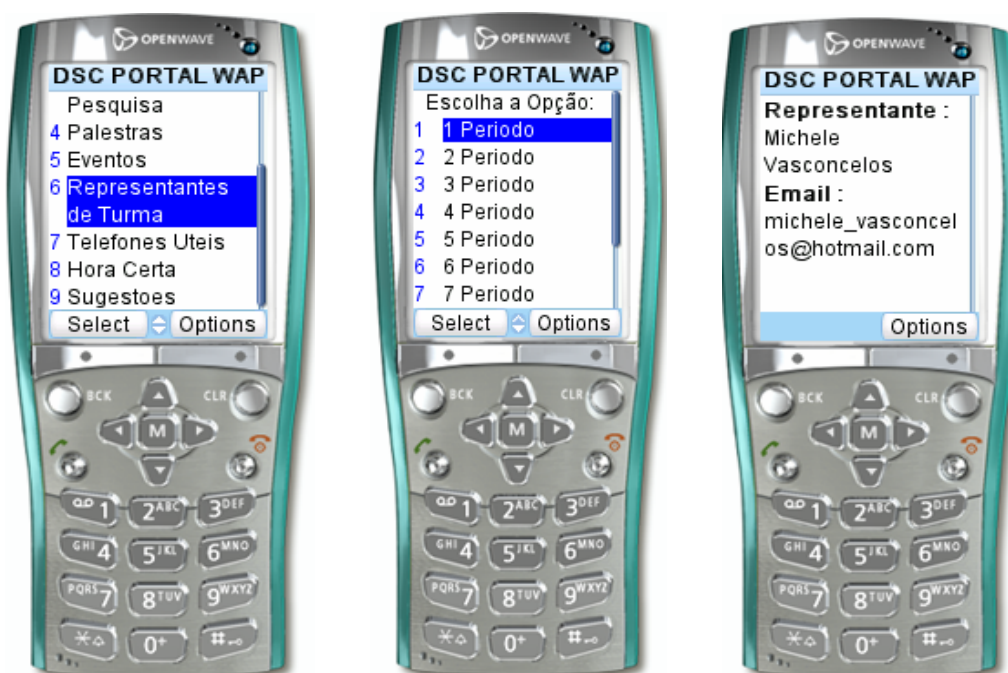 OPENWAVE
DSC PORTAL WAP
Pesquisa
4 Palestras
5 Eventos
6 Representantes
de Turma
7 Telefones Uteis
8 Hora Certa
9 Sugestoes
Select Options
BCK CLR
M
1 2ABC 3DEF
GHI4 5JKL 6MNO
PQRS7 8TUV 9WXYZ
0+ #
OPENWAVE
DSC PORTAL WAP
Escolha a Opção:
1 1 Periodo
2 2 Periodo
3 3 Periodo
4 4 Periodo
5 5 Periodo
6 6 Periodo
7 7 Periodo
Select Options
BCK CLR
M
1 2ABC 3DEF
GHI4 5JKL 6MNO
PQRS7 8TUV 9WXYZ
0+ #
OPENWAVE
DSC PORTAL WAP
Representante :
Michele
Vasconcelos
Email :
michele_vasconcel
os@hotmail.com
Options
BCK CLR
M
1 2ABC 3DEF
GHI4 5JKL 6MNO
PQRS7 8TUV 9WXYZ
0+ #